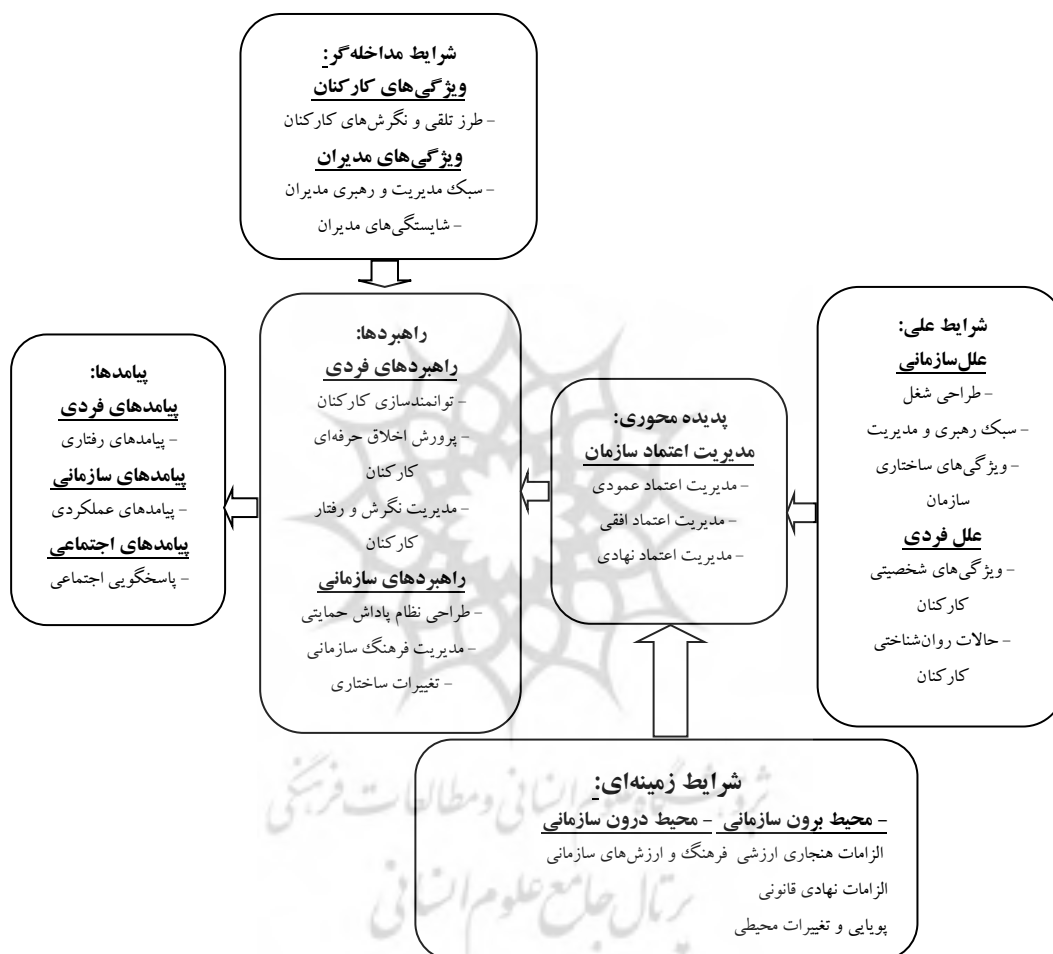 شرایط مداخله‌گر:
ویژگی‌های کارکنان
- طرز تلقی و نگرش‌های کارکنان
ویژگی‌های مدیران
- سبک مدیریت و رهبری مدیران
- شایستگی‌های مدیران
شرایط علی:
علل‌سازمانی
- طراحی شغل
- سبک رهبری و مدیریت
- ویژگی‌های ساختاری
سازمان
علل فردی
- ویژگی‌های شخصیتی
کارکنان
- حالات روان‌شناختی
کارکنان
پدیده محوری:
مدیریت اعتماد سازمان
- مدیریت اعتماد عمودی
- مدیریت اعتماد افقی
- مدیریت اعتماد نهادی
راهبردها:
راهبردهای فردی
- توانمندسازی کارکنان
- پرورش اخلاق حرفه‌ای
کارکنان
- مدیریت نگرش و رفتار
کارکنان
راهبردهای سازمانی
- طراحی نظام پاداش حمایتی
- مدیریت فرهنگ سازمانی
- تغییرات ساختاری
پیامدها:
پیامدهای فردی
- پیامدهای رفتاری
پیامدهای سازمانی
- پیامدهای عملکردی
پیامدهای اجتماعی
- پاسخگویی اجتماعی
شرایط زمینه‌ای:
- محیط برون سازمانی - محیط درون سازمانی
الزامات هنجاری ارزشی فرهنگ و ارزش‌های سازمانی
الزامات نهادی قانونی
پویایی و تغییرات محیطی
پژوهشگاه علوم انسانی و مطالعات فرهنگی
پرتال جامع علوم انسانی